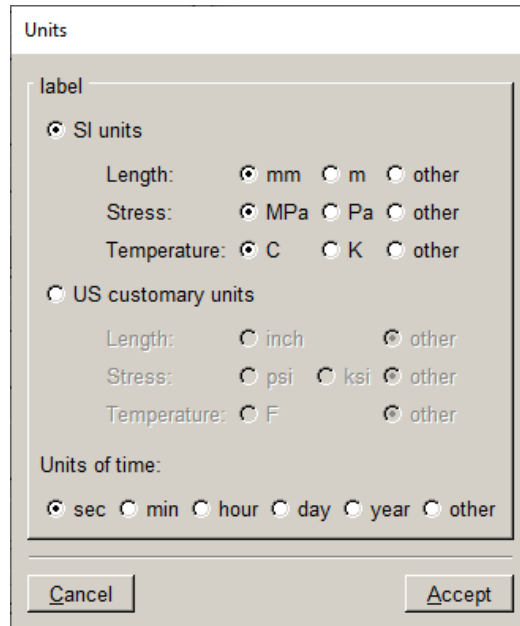 Units
label
SI units
Length: mm m other
Stress: MPa Pa other
Temperature: C K other
US customary units
Length: inch other
Stress: psi ksi other
Temperature: F other
Units of time:
sec min hour day year other
Cancel Accept